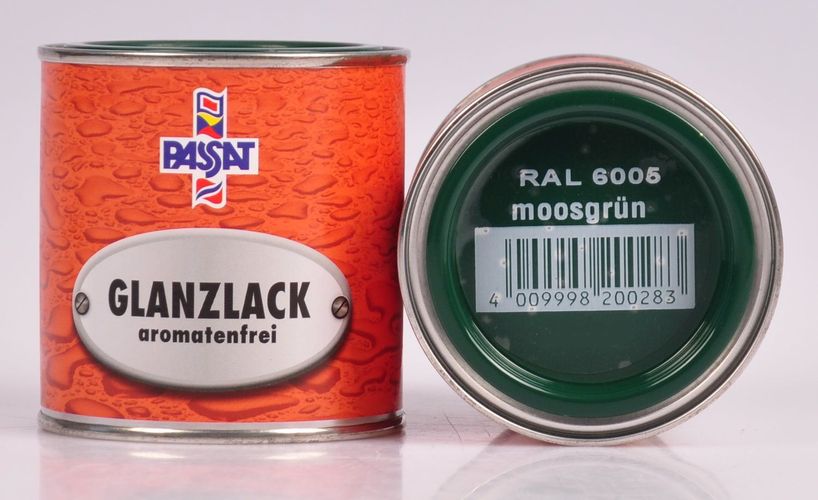 PASSAT
GLANZLACK
aromatenfrei
RAL 6005
moosgrün
4 009998 200283